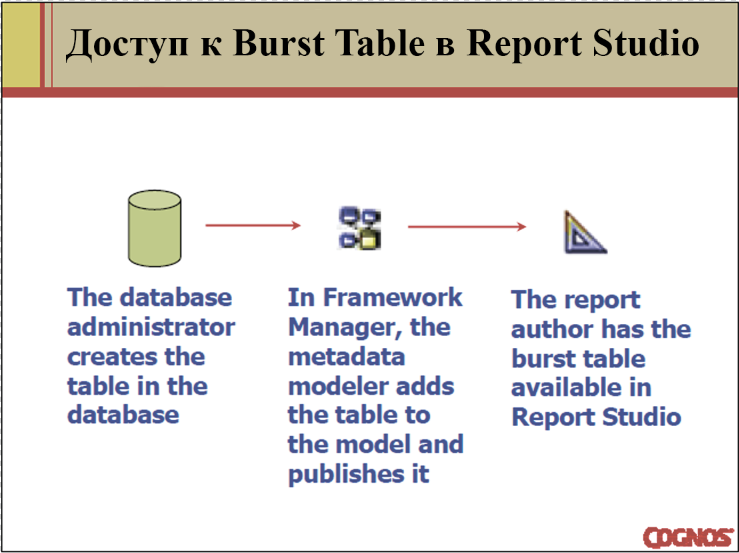 Доступ к Burst Table в Report Studio
The database
administrator
creates the
table in the
database
In Framework
Manager, the
metadada
modeler adds
the table to
the model and
publishes it
The report
author has the
burst table
available in
Report Studio
COGNOS